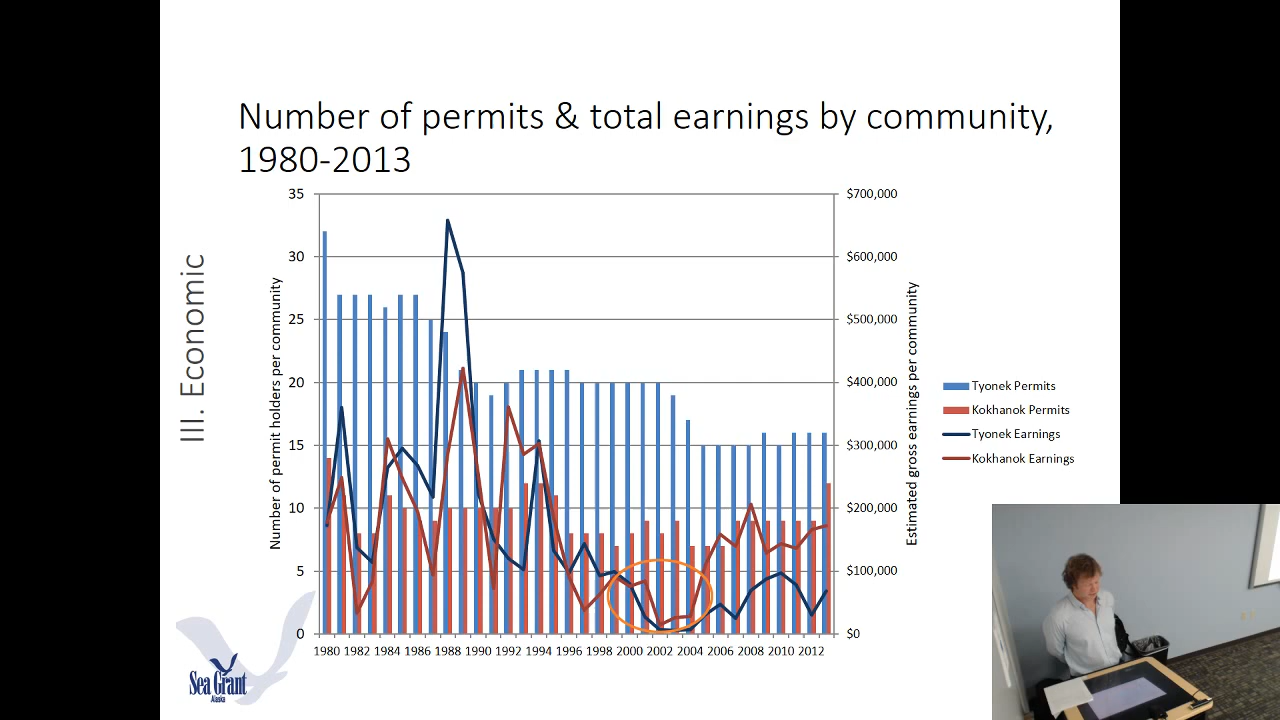 Number of permits & total earnings by community,
1980-2013
III. Economic
Number of permit holders per community
35
30
25
20
15
10
5
0
$700,000
$600,000
$500,000
$400,000
$300,000
$200,000
$100,000
$0
Estimated gross earnings per community
1980 1982 1984 1986 1988 1990 1992 1994 1996 1998 2000 2002 2004 2006 2008 2010 2012
Tyonek Permits
Kokhanok Permits
Tyonek Earnings
Kokhanok Earnings
Sea Grant
Alaska